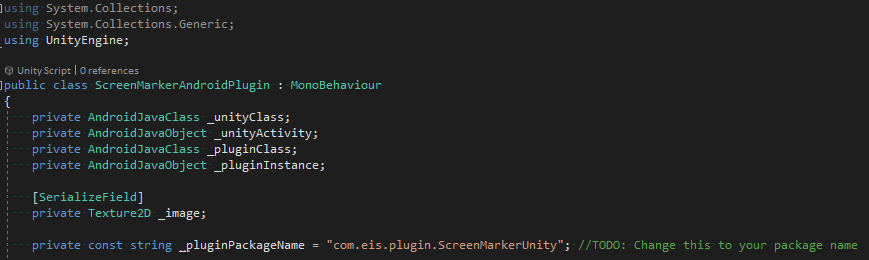 using System.Collections;
using System.Collections.Generic;
using UnityEngine;
Unity Script | 0 references
public class ScreenMarkerAndroidPlugin : MonoBehaviour
{
private AndroidJavaClass _unityClass;
private AndroidJavaObject _unityActivity;
private AndroidJavaClass _pluginClass;
private AndroidJavaObject _pluginInstance;
[SerializeField]
private Texture2D _image;
private const string _pluginPackageName = "com.eis.plugin.ScreenMarkerUnity"; //TODO: Change this to your package name